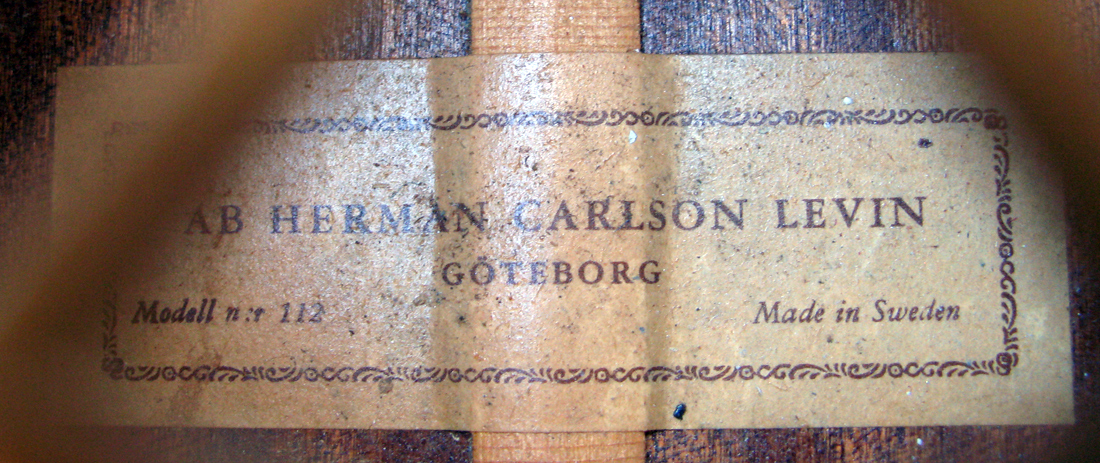 AB HERMAN CARLSON LEVIN
GÖTEBORG
Modell n:r 112 Made in Sweden